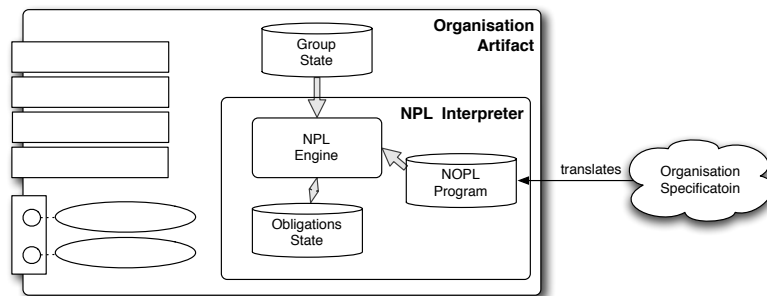 Organisation
Artifact
Group
State
NPL Interpreter
NPL
Engine
NOPL
Program
translates
Organisation
Specificatoin
Obligations
State